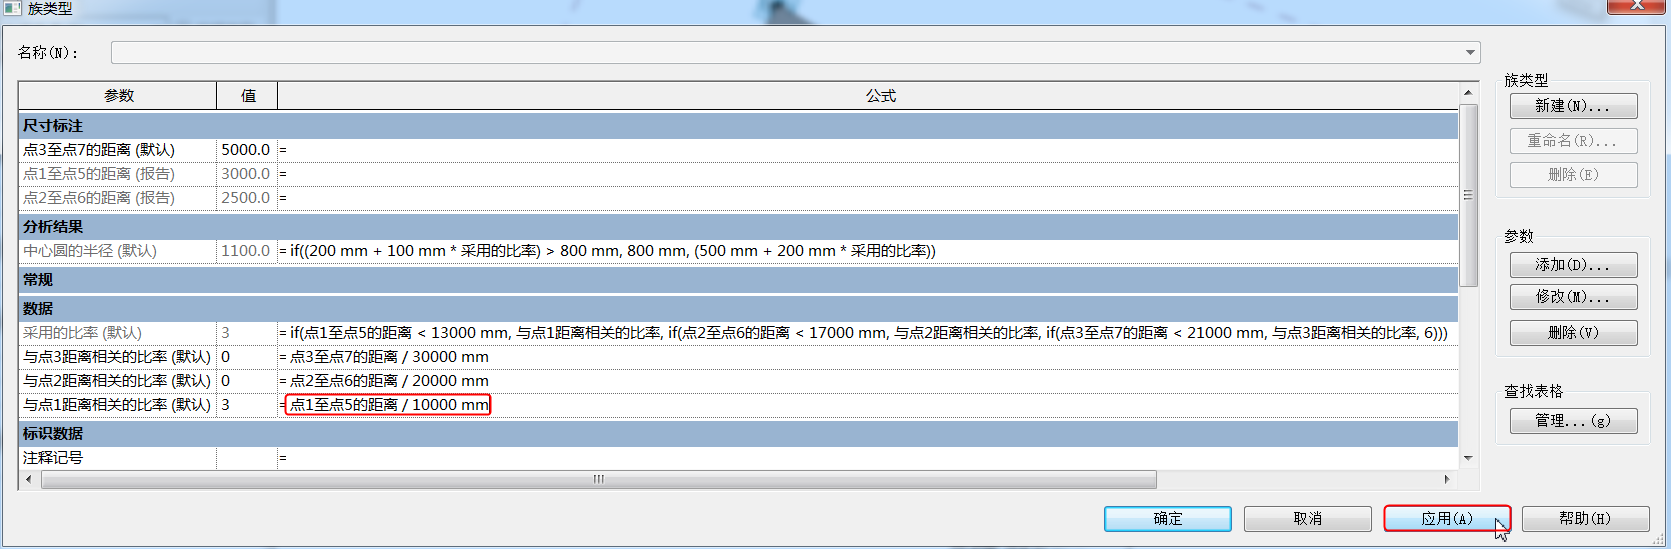 族类型
名称(N):
参数 值 公式
尺寸标注
点3至点7的距离 (默认) 5000.0 =
点1至点5的距离 (报告) 3000.0 =
点2至点6的距离 (报告) 2500.0 =
分析结果
中心圆的半径 (默认) 1100.0 = if((200 mm + 100 mm * 采用的比率) > 800 mm, 800 mm, (500 mm + 200 mm * 采用的比率))
常规
数据
采用的比率 (默认) 3 = if(点1至点5的距离 < 13000 mm, 与点1距离相关的比率, if(点2至点6的距离 < 17000 mm, 与点2距离相关的比率, if(点3至点7的距离 < 21000 mm, 与点3距离相关的比率, 6)))
与点3距离相关的比率 (默认) 0 = 点3至点7的距离 / 30000 mm
与点2距离相关的比率 (默认) 0 = 点2至点6的距离 / 20000 mm
与点1距离相关的比率 (默认) 3 = 点1至点5的距离 / 10000 mm
标识数据
注释记号 =
族类型
新建(N)...
重命名(R)...
删除(E)
参数
添加(D)...
修改(M)...
删除(V)
查找表格
管理...(g)
确定 取消 应用(A) 帮助(H)